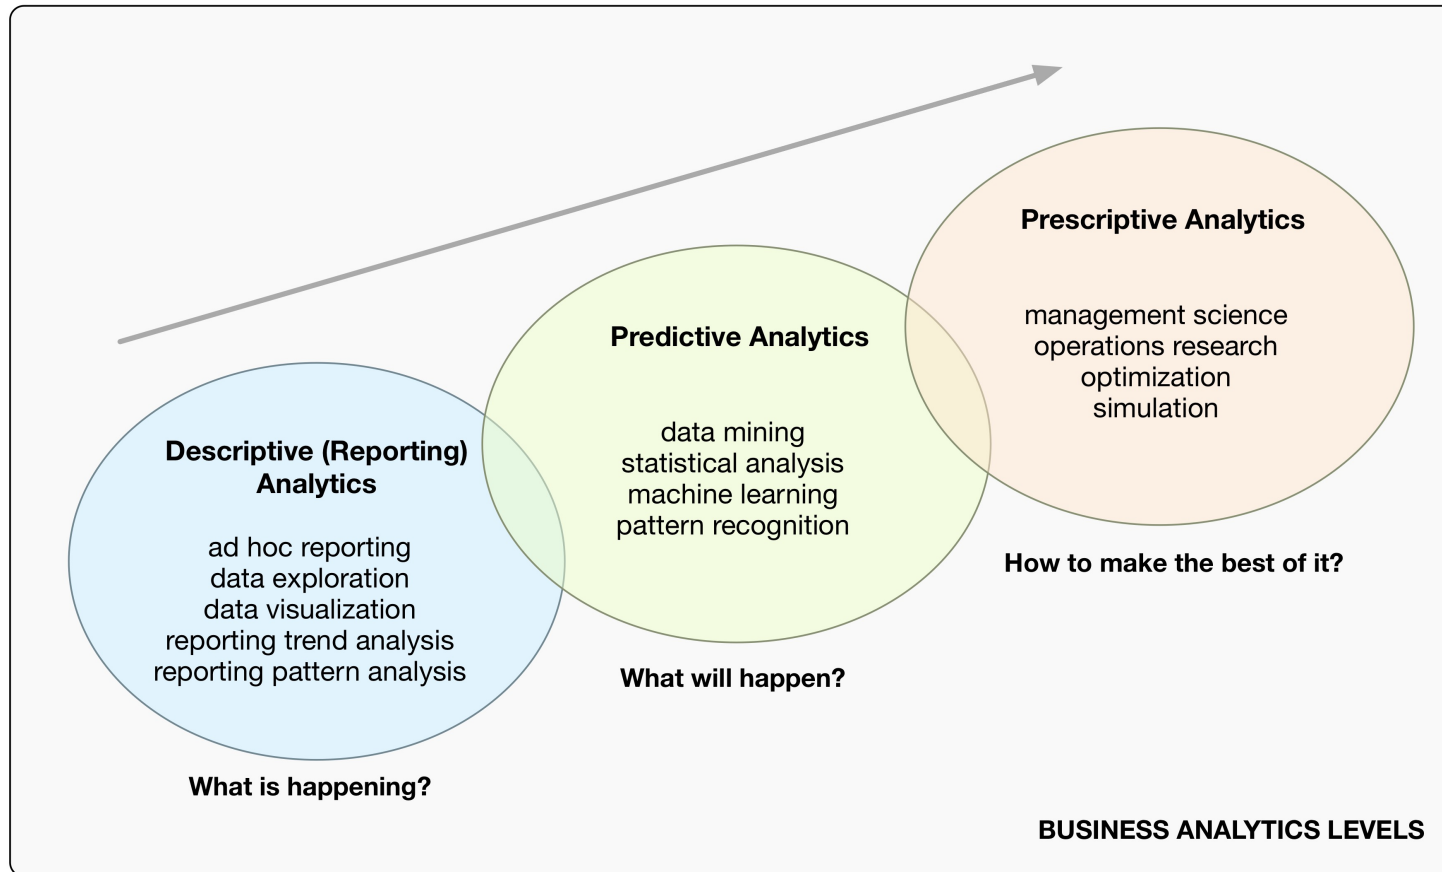 Prescriptive Analytics
management science
operations research
optimization
simulation
How to make the best of it?
Predictive Analytics
data mining
statistical analysis
machine learning
pattern recognition
What will happen?
Descriptive (Reporting)
Analytics
ad hoc reporting
data exploration
data visualization
reporting trend analysis
reporting pattern analysis
What is happening?
BUSINESS ANALYTICS LEVELS